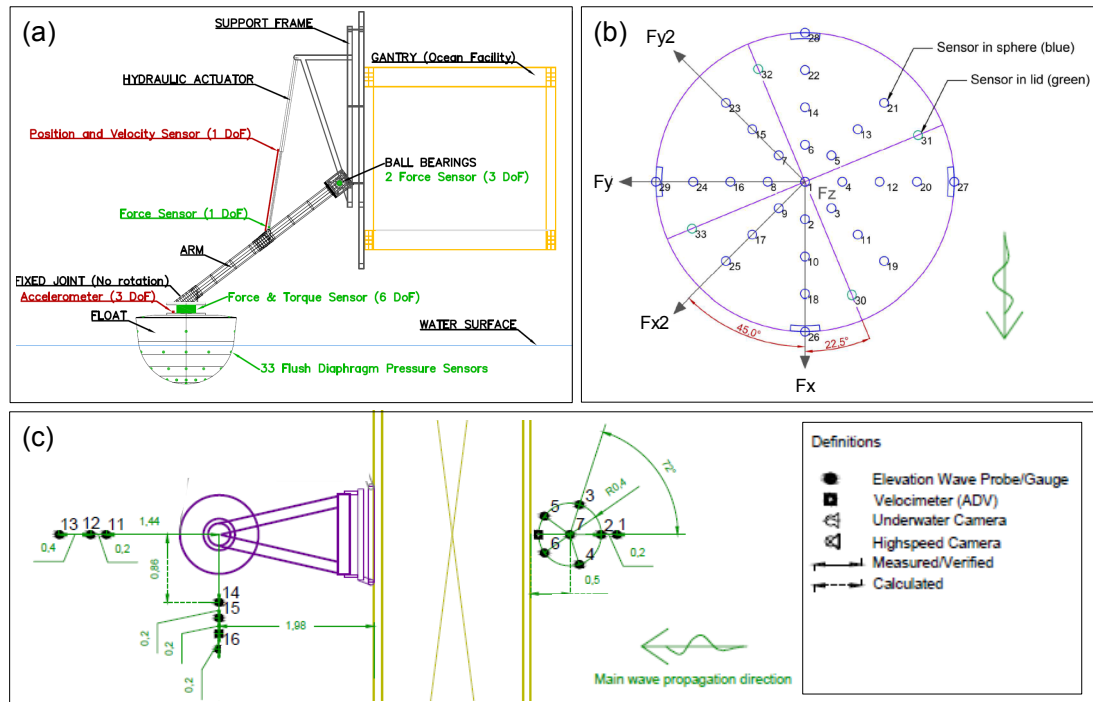 (a)
SUPPORT FRAME
GANTRY (Ocean Facility)
HYDRAULIC ACTUATOR
Position and Velocity Sensor (1 DoF)
BALL BEARINGS
2 Force Sensor (3 DoF)
Force Sensor (1 DoF)
ARM
FIXED JOINT (No rotation)
Accelerometer (3 DoF)
Force & Torque Sensor (6 DoF)
FLOAT
WATER SURFACE
33 Flush Diaphragm Pressure Sensors
(b)
Fy2
28
Sensor in sphere (blue)
Sensor in lid (green)
32
22
23
14
21
15
13
31
6
7
5
Fy
29
24
16
8
1
Fz
4
12
20
27
9
2
3
33
17
10
11
25
19
18
30
Fx2
26
45.0°
22.5°
Fx
(c)
13
12
11
1,44
0,4
0,2
0,86
14
15
16
0,2
0,2
0,2
1,98
72°
R0,4
5
3
7
2
1
6
4
0,2
0,5
Main wave propagation direction
Definitions
Elevation Wave Probe/Gauge
Velocimeter (ADV)
Underwater Camera
Highspeed Camera
Measured/Verified
Calculated